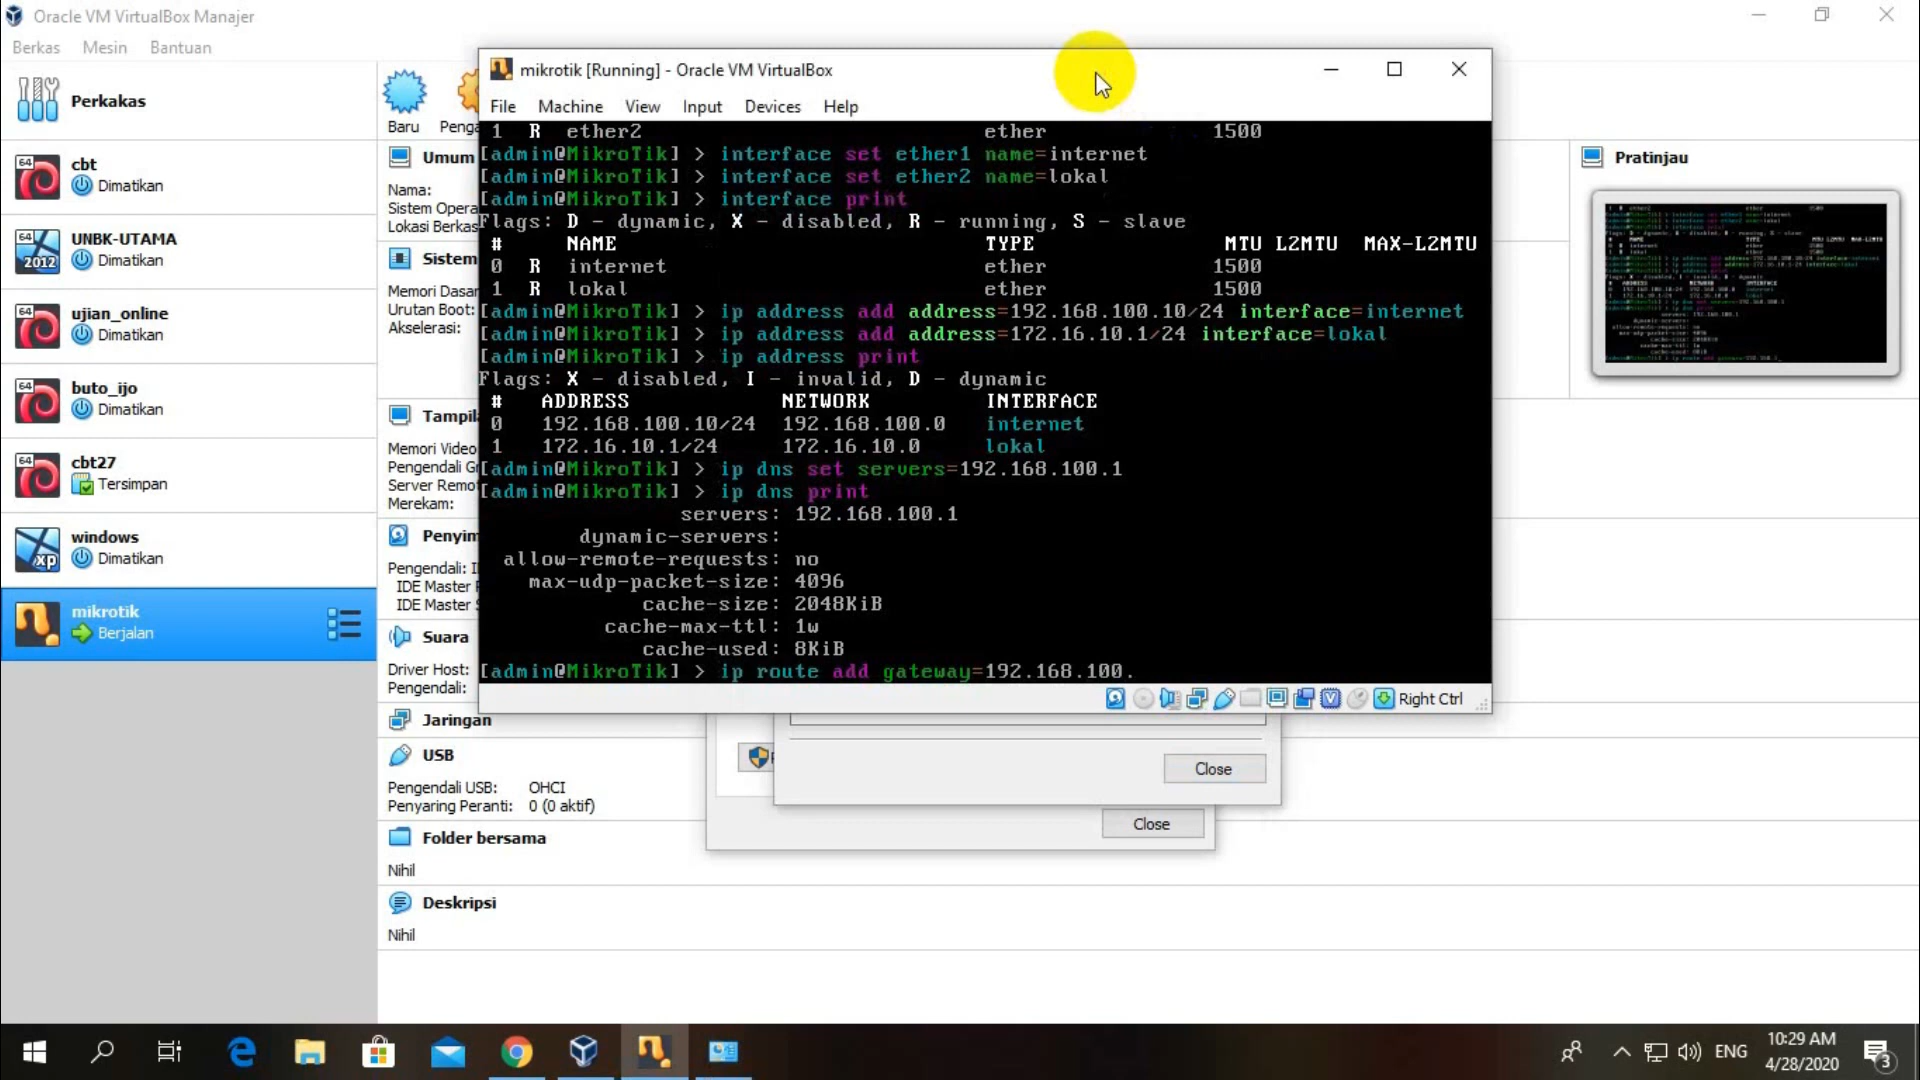 Oracle VM VirtualBox Manajer
Berkas Mesin Bantuan
Perkakas
cbt
Dimatikan
UNBK-UTAMA
Dimatikan
ujian_online
Dimatikan
buto_ijo
Dimatikan
cbt27
Tersimpan
windows
Dimatikan
mikrotik
Berjalan
Baru
Umum
Nama:
Sistem Opera
Lokasi Berkas
Sistem
Memori Dasar
Urutan Boot:
Akselerasi:
Memori Video
Server Remo
Merekam:
IDE Master
IDE Master
Suara
Driver Host:
Pengendali:
Jaringan
USB
Pengendali USB: OHCI
Penyaring Peranti: 0 (0 aktif)
Folder bersama
Nihil
Deskripsi
Nihil
Pratinjau
mikrotik [Running] - Oracle VM VirtualBox
File Machine View Input Devices Help
1 R ether2 ether 1500
[admin@MikroTik] > interface set ether1 name=internet
[admin@MikroTik] > interface set ether2 name=lokal
[admin@MikroTik] > interface print
Flags: D - dynamic, X - disabled, R - running, S - slave
# NAME TYPE MTU L2MTU MAX-L2MTU
0 R internet ether 1500
1 R lokal ether 1500
[admin@MikroTik] > ip address add address=192.168.100.10/24 interface=internet
[admin@MikroTik] > ip address add address=172.16.10.1/24 interface=lokal
[admin@MikroTik] > ip address print
Flags: X - disabled, I - invalid, D - dynamic
# ADDRESS NETWORK INTERFACE
0 192.168.100.10/24 192.168.100.0 internet
1 172.16.10.1/24 172.16.10.0 lokal
[admin@MikroTik] > ip dns set servers=192.168.100.1
[admin@MikroTik] > ip dns print
servers: 192.168.100.1
dynamic-servers:
allow-remote-requests: no
max-udp-packet-size: 4096
cache-size: 2048KiB
cache-max-ttl: 1w
cache-used: 8KiB
[admin@MikroTik] > ip route add gateway=192.168.100.
Right Ctrl
Close
Close
ENG
10:29 AM
4/28/2020
3